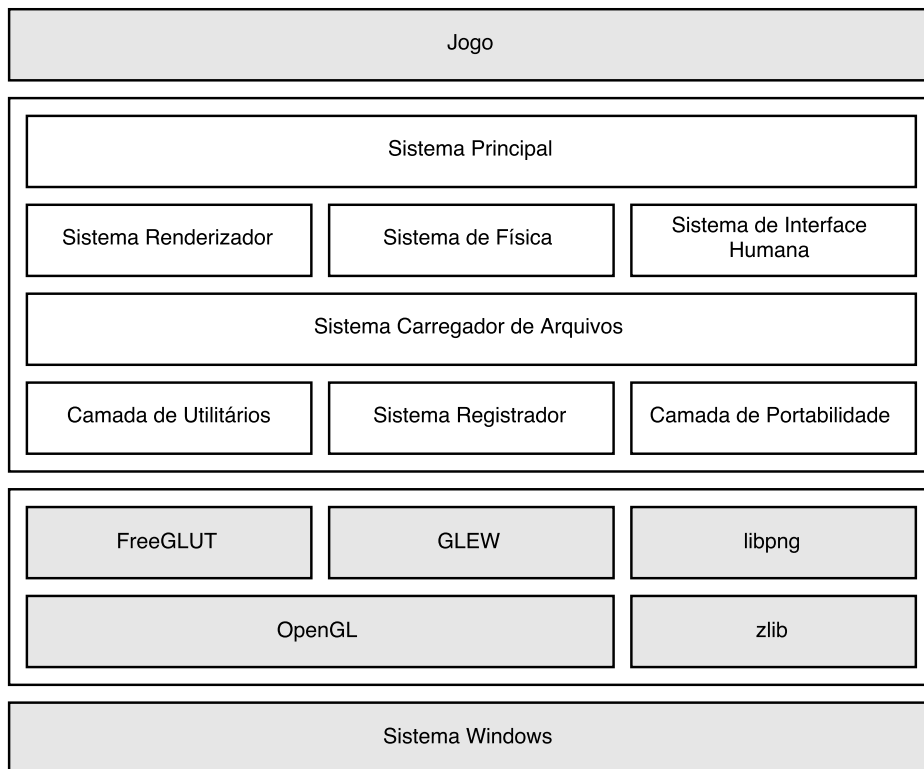 Jogo
Sistema Principal
Sistema Renderizador
Sistema de Física
Sistema de Interface
Humana
Sistema Carregador de Arquivos
Camada de Utilitários
Sistema Registrador
Camada de Portabilidade
FreeGLUT
GLEW
libpng
OpenGL
zlib
Sistema Windows